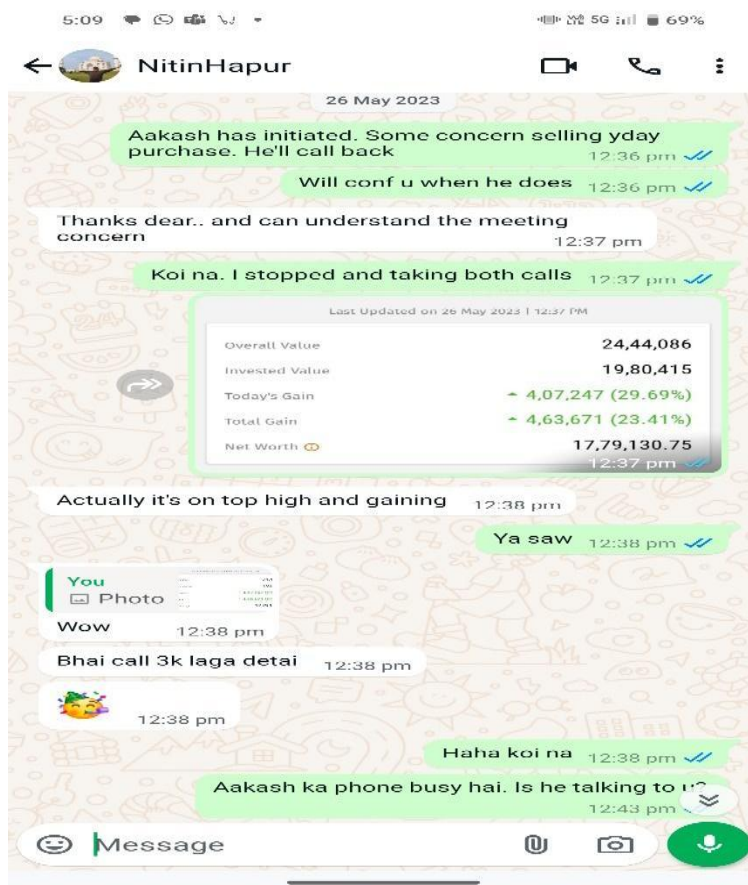 5:09
5G 69%
NitinHapur
26 May 2023
Aakash has initiated. Some concern selling yday
purchase. He'll call back
12:36 pm
Will conf u when he does 12:36 pm
Thanks dear.. and can understand the meeting
concern
12:37 pm
Koi na. I stopped and taking both calls 12:37 pm
Last Updated on 26 May 2023 | 12:37 PM
Overall Value 24,44,086
Invested Value 19,80,415
Today's Gain 4,07,247 (29.69%)
Total Gain 4,63,671 (23.41%)
Net Worth 17,79,130.75
12:37 pm
Actually it's on top high and gaining 12:38 pm
Ya saw 12:38 pm
You
Photo
Wow 12:38 pm
Bhai call 3k laga detai 12:38 pm
12:38 pm
Haha koi na 12:38 pm
Aakash ka phone busy hai. Is he talking to u?
12:43 pm
Message